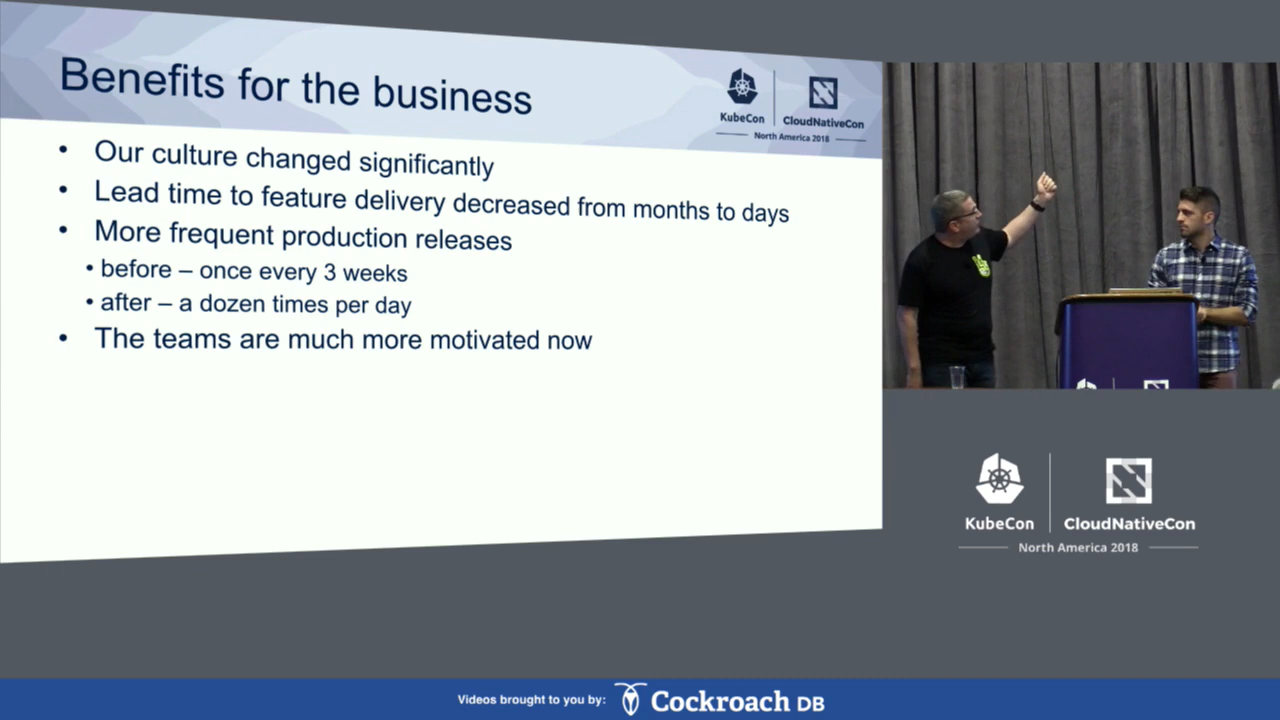 Benefits for the business
KubeCon
CloudNativeCon
North America 2018
• Our culture changed significantly
• Lead time to feature delivery decreased from months to days
• More frequent production releases
• before – once every 3 weeks
• after – a dozen times per day
• The teams are much more motivated now
KubeCon
CloudNativeCon
North America 2018
Videos brought to you by: Cockroach DB